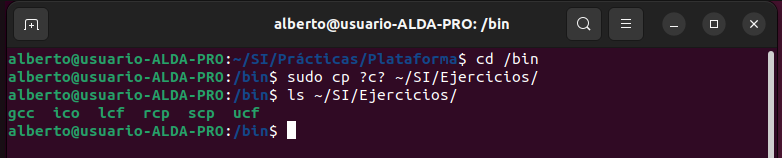 alberto@usuario-ALDA-PRO: /bin
alberto@usuario-ALDA-PRO:~/SI/Prácticas/Plataforma$ cd /bin
alberto@usuario-ALDA-PRO:/bin$ sudo cp ?c? ~/SI/Ejercicios/
alberto@usuario-ALDA-PRO:/bin$ ls ~/SI/Ejercicios/
gcc  ico  lcf  rcp  scp  ucf
alberto@usuario-ALDA-PRO:/bin$